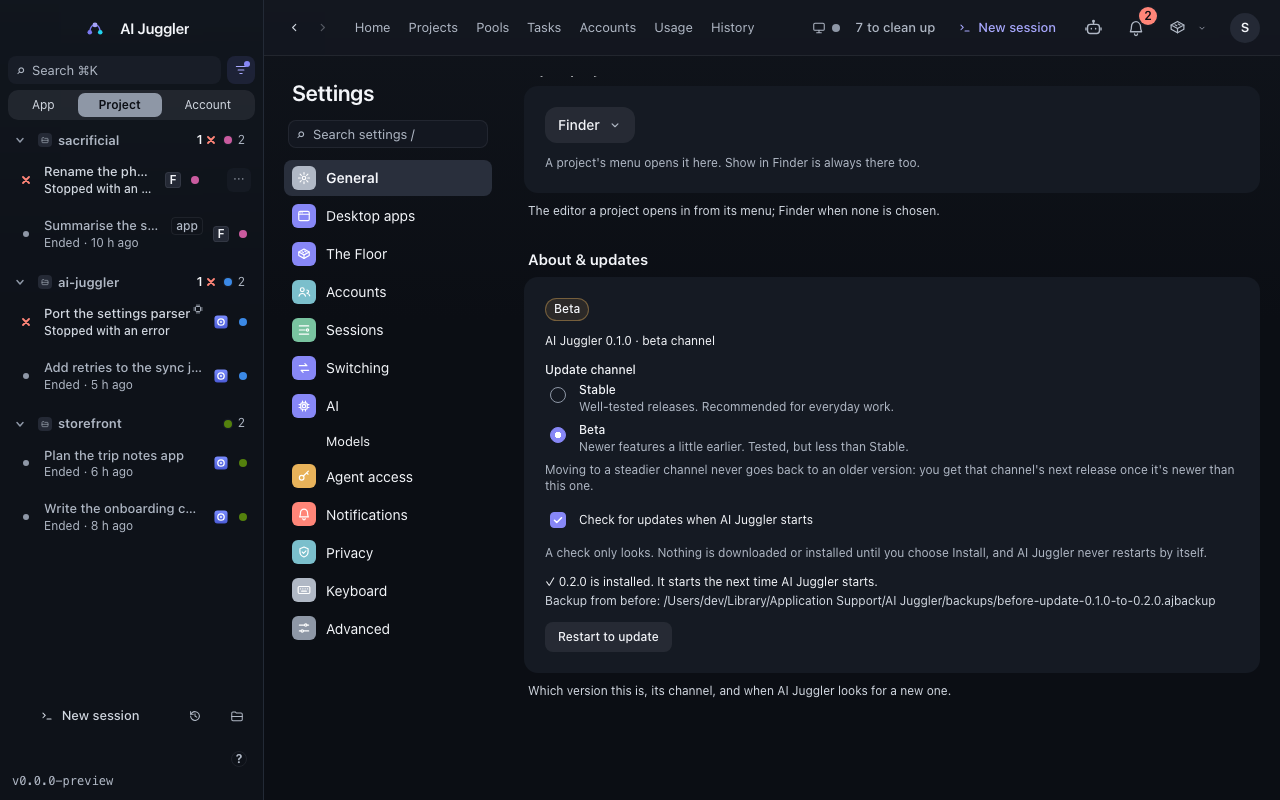 AI Juggler
Search ⌘K
App Project Account
sacrificial 1 2
Rename the ph... F
Stopped with an ... ...
Summarise the s... app F
Ended · 10 h ago
ai-juggler 1 2
Port the settings parser
Stopped with an error
Add retries to the sync j...
Ended · 5 h ago
storefront 2
Plan the trip notes app
Ended · 6 h ago
Write the onboarding c...
Ended · 8 h ago
New session
?
v0.0.0-preview
Home Projects Pools Tasks Accounts Usage History 7 to clean up New session 2 S
Settings
Search settings /
General
Desktop apps
The Floor
Accounts
Sessions
Switching
AI
Models
Agent access
Notifications
Privacy
Keyboard
Advanced
Finder
A project's menu opens it here. Show in Finder is always there too.
The editor a project opens in from its menu; Finder when none is chosen.
About & updates
Beta
AI Juggler 0.1.0 · beta channel
Update channel
Stable
Well-tested releases. Recommended for everyday work.
Beta
Newer features a little earlier. Tested, but less than Stable.
Moving to a steadier channel never goes back to an older version: you get that channel's next release once it's newer than
this one.
Check for updates when AI Juggler starts
A check only looks. Nothing is downloaded or installed until you choose Install, and AI Juggler never restarts by itself.
✓ 0.2.0 is installed. It starts the next time AI Juggler starts.
Backup from before: /Users/dev/Library/Application Support/AI Juggler/backups/before-update-0.1.0-to-0.2.0.ajbackup
Restart to update
Which version this is, its channel, and when AI Juggler looks for a new one.